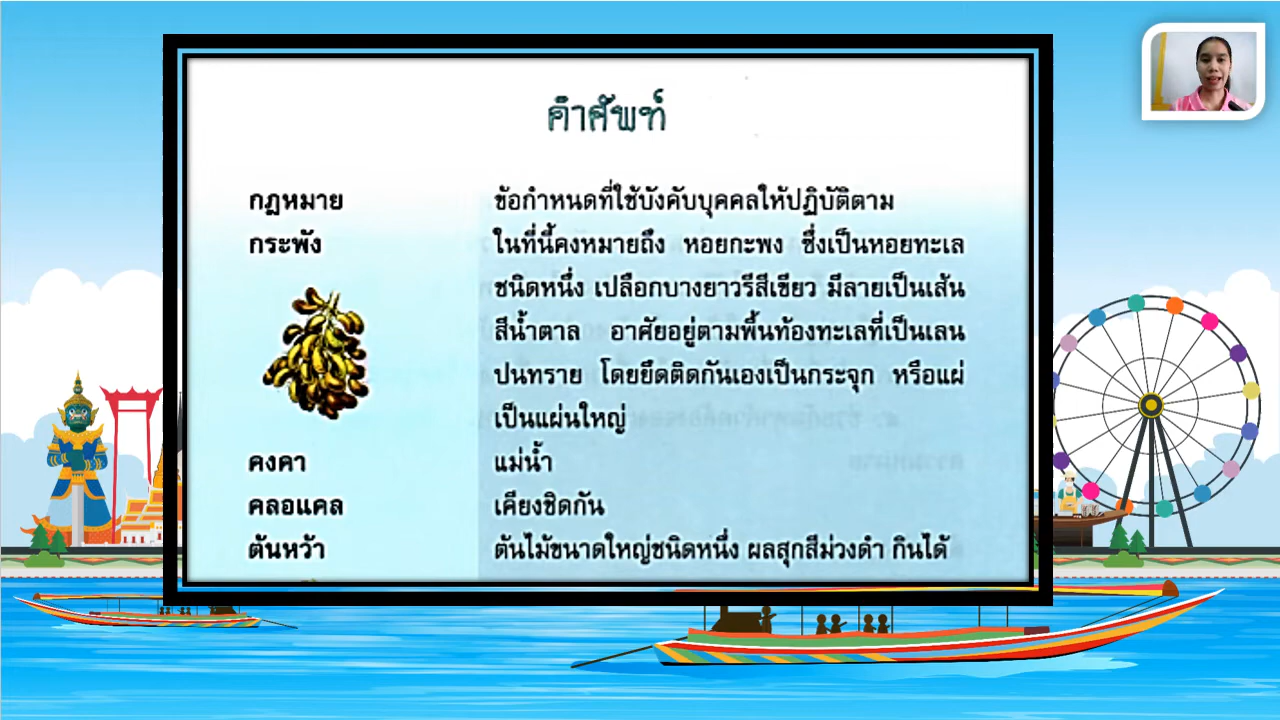 คำศัพท์
กฎหมาย ข้อกำหนดที่ใช้บังคับบุคคลให้ปฏิบัติตาม
กระพัง ในที่นี้คงหมายถึง หอยกะพง ซึ่งเป็นหอยทะเล
ชนิดหนึ่ง เปลือกบางยาวรีสีเขียว มีลายเป็นเส้น
สีน้ำตาล อาศัยอยู่ตามพื้นท้องทะเลที่เป็นเลน
ปนทราย โดยยึดติดกันเองเป็นกระจุก หรือแผ่
เป็นแผ่นใหญ่
คงคา แม่น้ำ
คลอแคล เคียงชิดกัน
ต้นหว้า ต้นไม้ขนาดใหญ่ชนิดหนึ่ง ผลสุกสีม่วงดำ กินได้